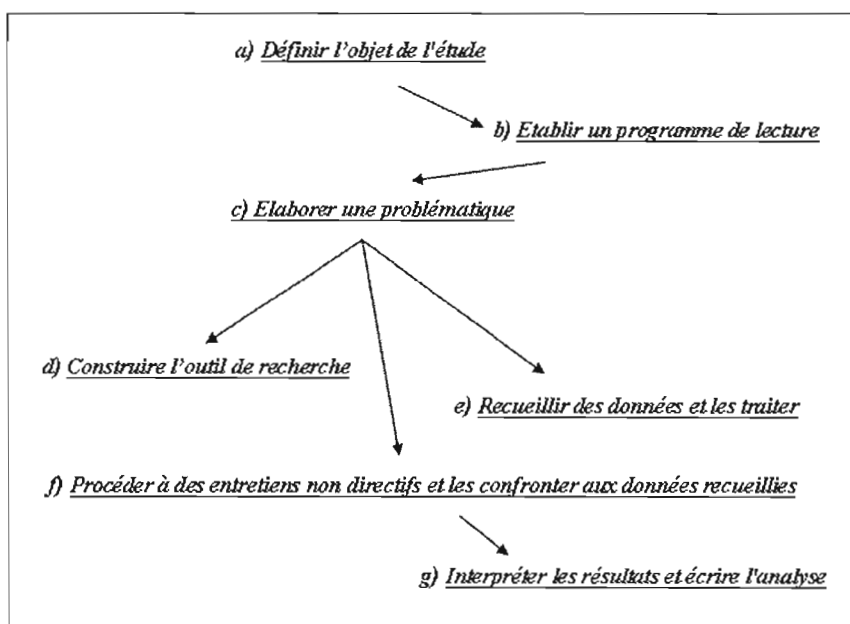 a) Définir l'objet de l'étude
b) Etablir un programme de lecture
c) Elaborer une problématique
d) Construire l'outil de recherche
e) Recueillir des données et les traiter
f) Procéder à des entretiens non directifs et les confronter aux données recueillies
g) Interpréter les résultats et écrire l'analyse